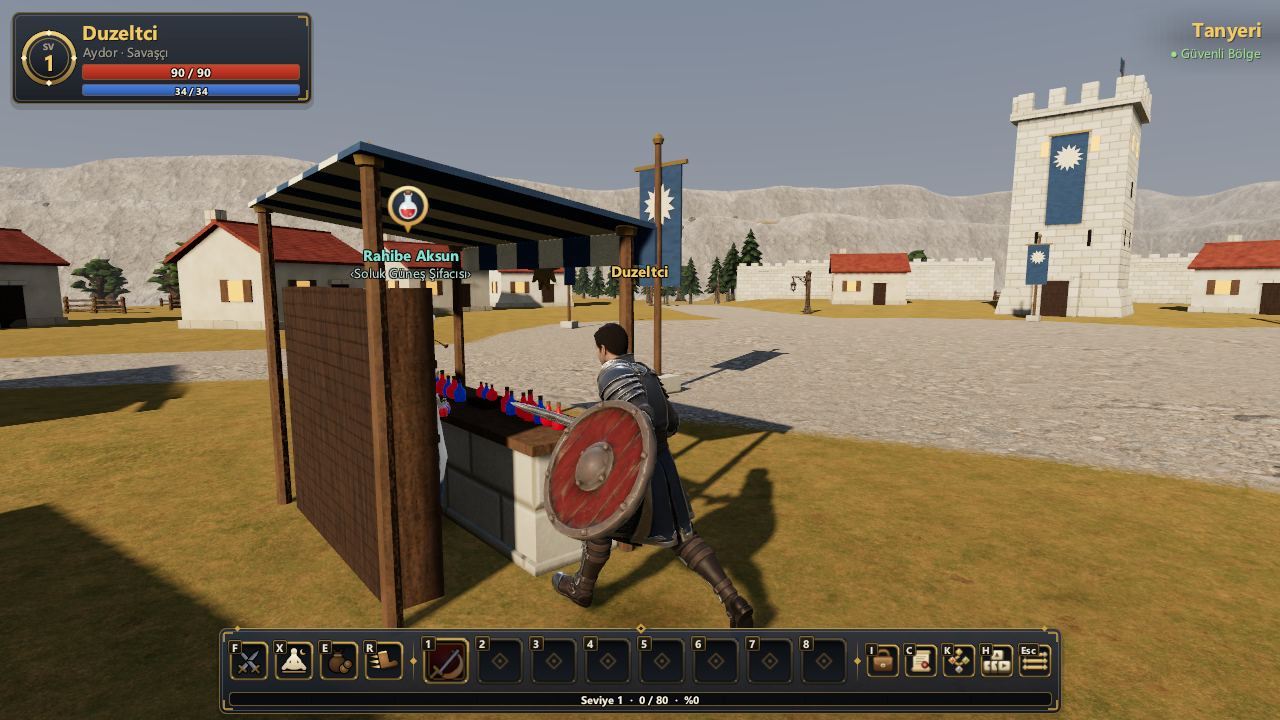 SV
1
Duzeltci
Aydor · Savaşçı
90 / 90
34 / 34
Tanyeri
Güvenli Bölge
Rahibe Aksun
‹Soluk Güneş Şifacısı›
Duzeltci
F X E R 1 2 3 4 5 6 7 8 I C K H Esc
Seviye 1 · 0 / 80 · %0